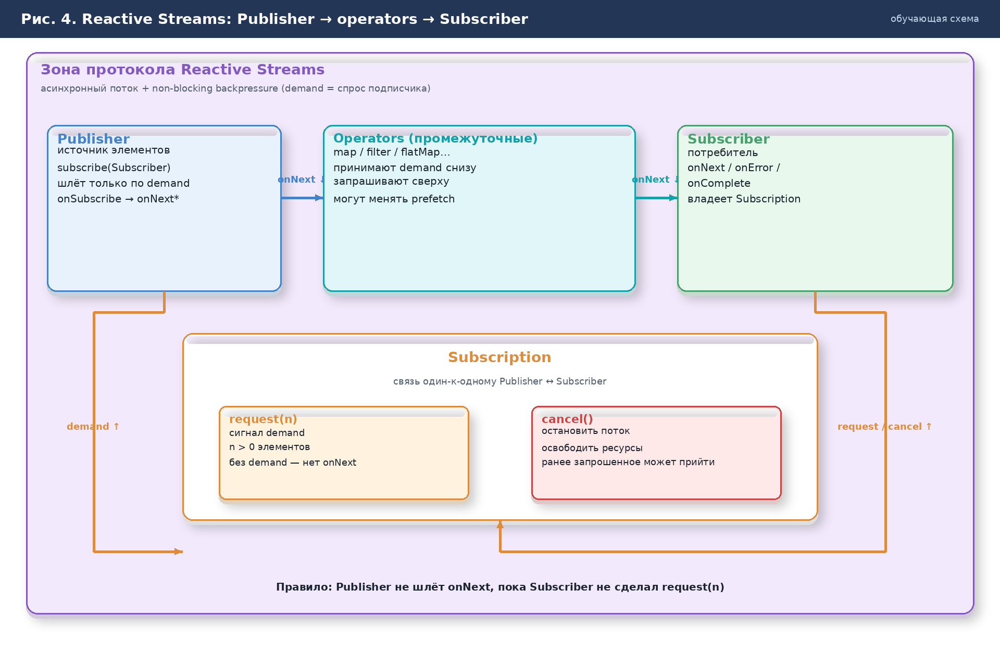 Рис. 4. Reactive Streams: Publisher → operators → Subscriber
обучающая схема
Зона протокола Reactive Streams
асинхронный поток + non-blocking backpressure (demand = спрос подписчика)
Publisher
источник элементов
subscribe(Subscriber)
шлёт только по demand
onSubscribe → onNext*
onNext ↓
Operators (промежуточные)
map / filter / flatMap…
принимают demand снизу
запрашивают сверху
могут менять prefetch
onNext ↓
Subscriber
потребитель
onNext / onError /
onComplete
владеет Subscription
Subscription
связь один-к-одному Publisher ↔ Subscriber
request(n)
сигнал demand
n > 0 элементов
без demand — нет onNext
cancel()
остановить поток
освободить ресурсы
ранее запрошенное может прийти
demand ↑
request / cancel ↑
Правило: Publisher не шлёт onNext, пока Subscriber не сделал request(n)